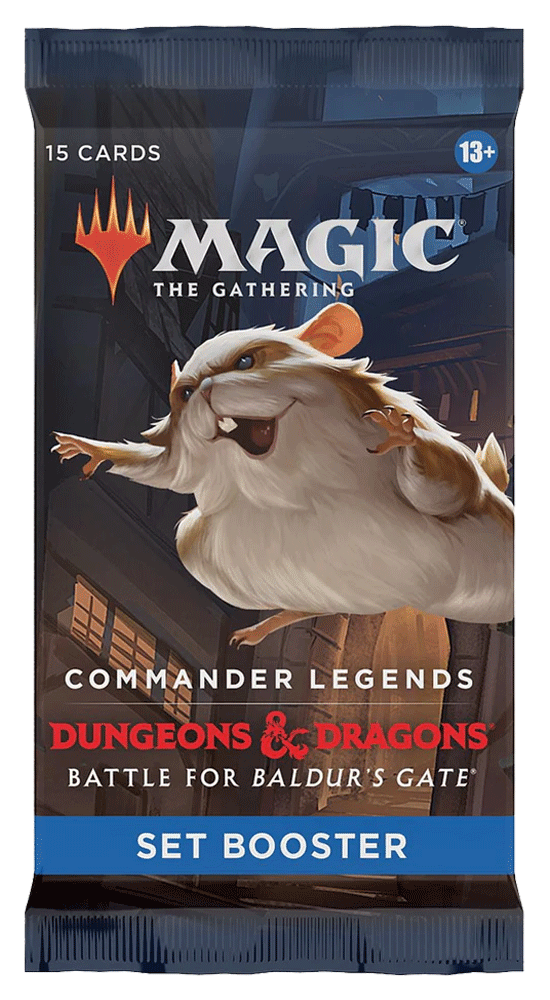 15 CARDS
13+
MAGIC®
THE GATHERING
COMMANDER LEGENDS
DUNGEONS & DRAGONS®
BATTLE FOR BALDUR'S GATE®
SET BOOSTER